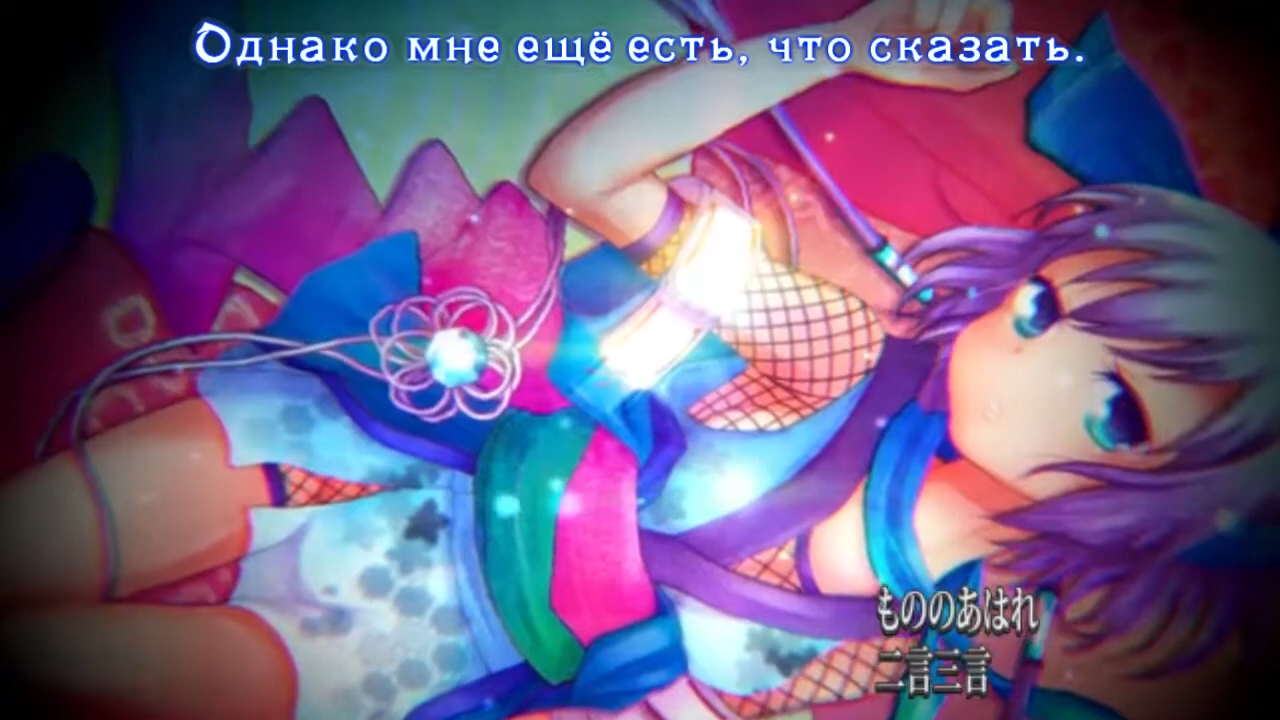 Однако мне ещё есть, что сказать.
もののあはれ
二言三言